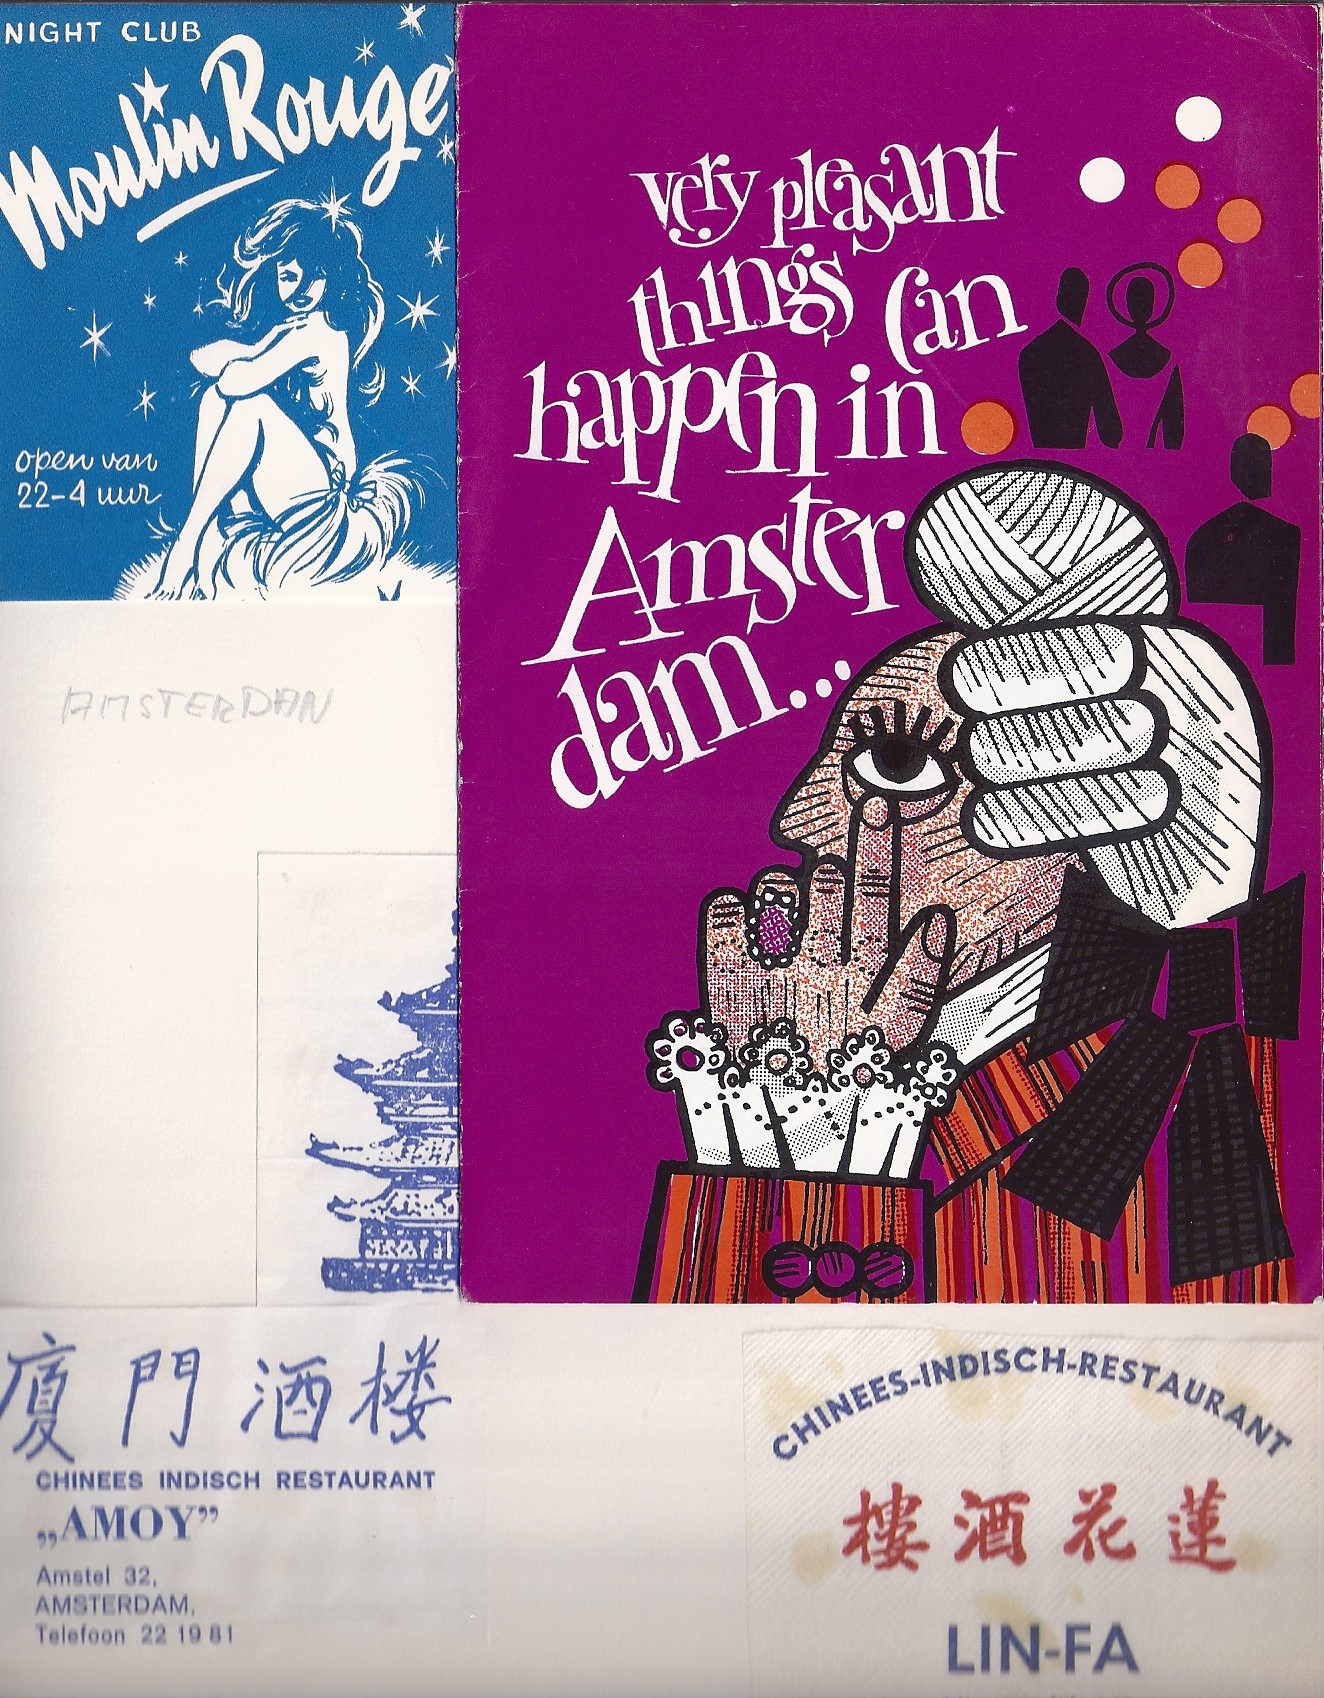 NIGHT CLUB
Moulin Rouge
open van
22-4 uur
very pleasant
things can
happen in
Amster
dam...
AMSTERDAN
廈門酒楼
CHINEES INDISCH RESTAURANT
„AMOY”
Amstel 32,
AMSTERDAM,
Telefoon 22 19 81
CHINEES-INDISCH-RESTAURANT
樓酒花蓮
LIN-FA